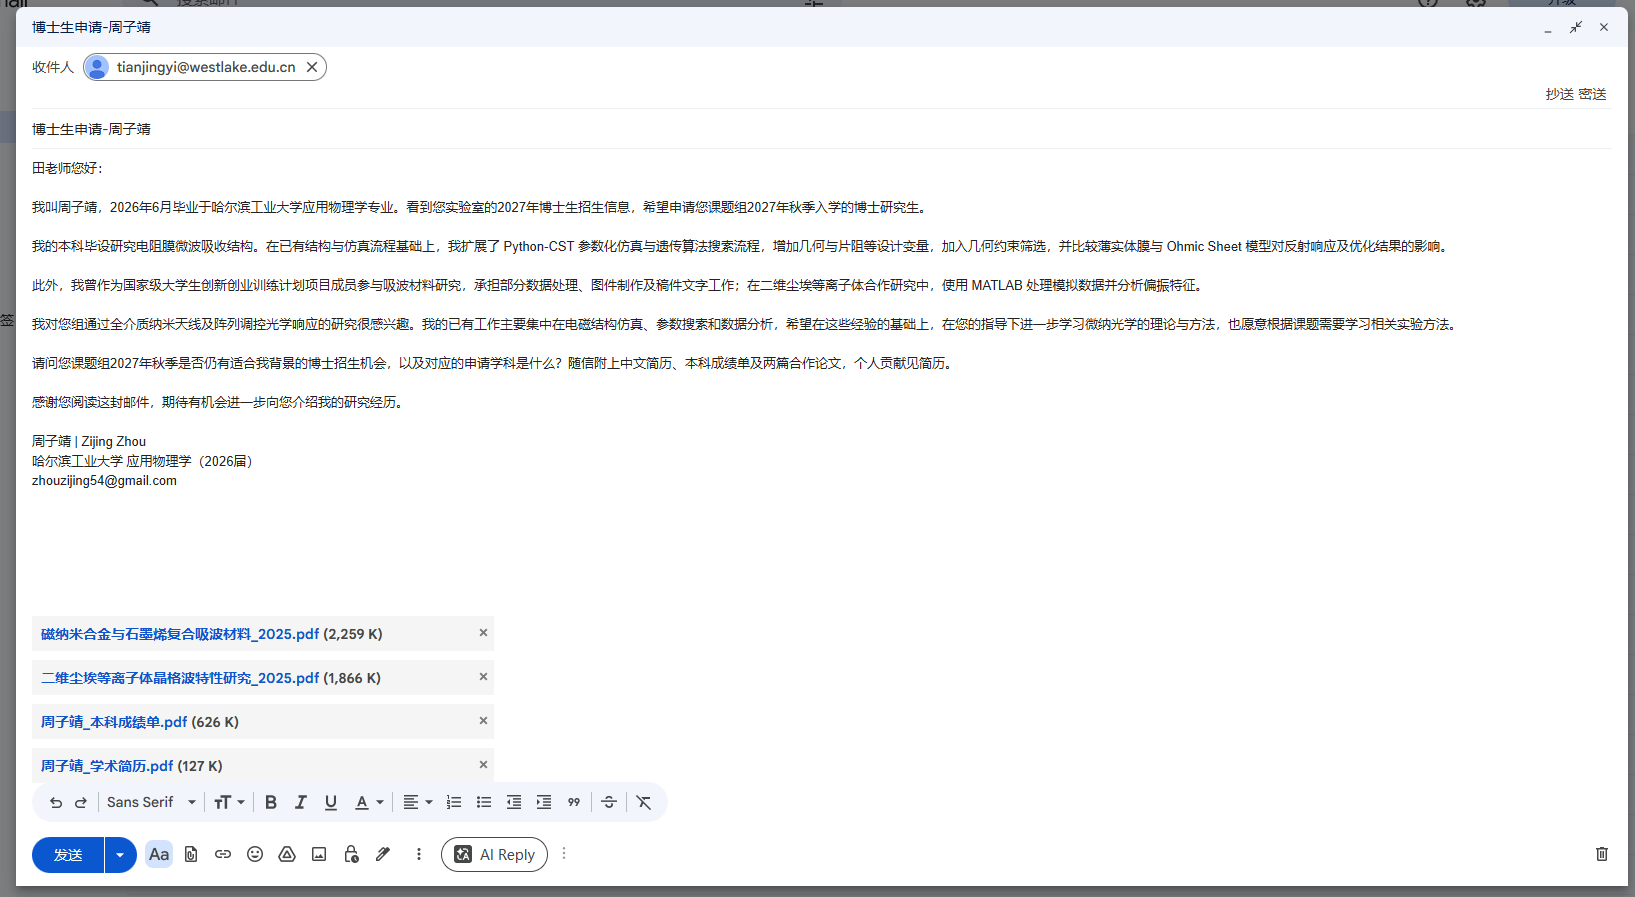 搜索邮件
升级
博士生申请-周子靖
收件人 tianjingyi@westlake.edu.cn
抄送 密送
博士生申请-周子靖
田老师您好：
我叫周子靖，2026年6月毕业于哈尔滨工业大学应用物理学专业。看到您实验室的2027年博士生招生信息，希望申请您课题组2027年秋季入学的博士研究生。
我的本科毕设研究电阻膜微波吸收结构。在已有结构与仿真流程基础上，我扩展了 Python-CST 参数化仿真与遗传算法搜索流程，增加几何与片阻等设计变量，加入几何约束筛选，并比较薄实体膜与 Ohmic Sheet 模型对反射响应及优化结果的影响。
此外，我曾作为国家级大学生创新创业训练计划项目成员参与吸波材料研究，承担部分数据处理、图件制作及稿件文字工作；在二维尘埃等离子体合作研究中，使用 MATLAB 处理模拟数据并分析偏振特征。
签
我对您组通过全介质纳米天线及阵列调控光学响应的研究很感兴趣。我的已有工作主要集中在电磁结构仿真、参数搜索和数据分析，希望在这些经验的基础上，在您的指导下进一步学习微纳光学的理论与方法，也愿意根据课题需要学习相关实验方法。
请问您课题组2027年秋季是否仍有适合我背景的博士招生机会，以及对应的申请学科是什么？随信附上中文简历、本科成绩单及两篇合作论文，个人贡献见简历。
感谢您阅读这封邮件，期待有机会进一步向您介绍我的研究经历。
周子靖 | Zijing Zhou
哈尔滨工业大学 应用物理学（2026届）
zhouzijing54@gmail.com
磁纳米合金与石墨烯复合吸波材料_2025.pdf (2,259 K)
二维尘埃等离子体晶格波特性研究_2025.pdf (1,866 K)
周子靖_本科成绩单.pdf (626 K)
周子靖_学术简历.pdf (127 K)
Sans Serif
发送 Aa AI Reply